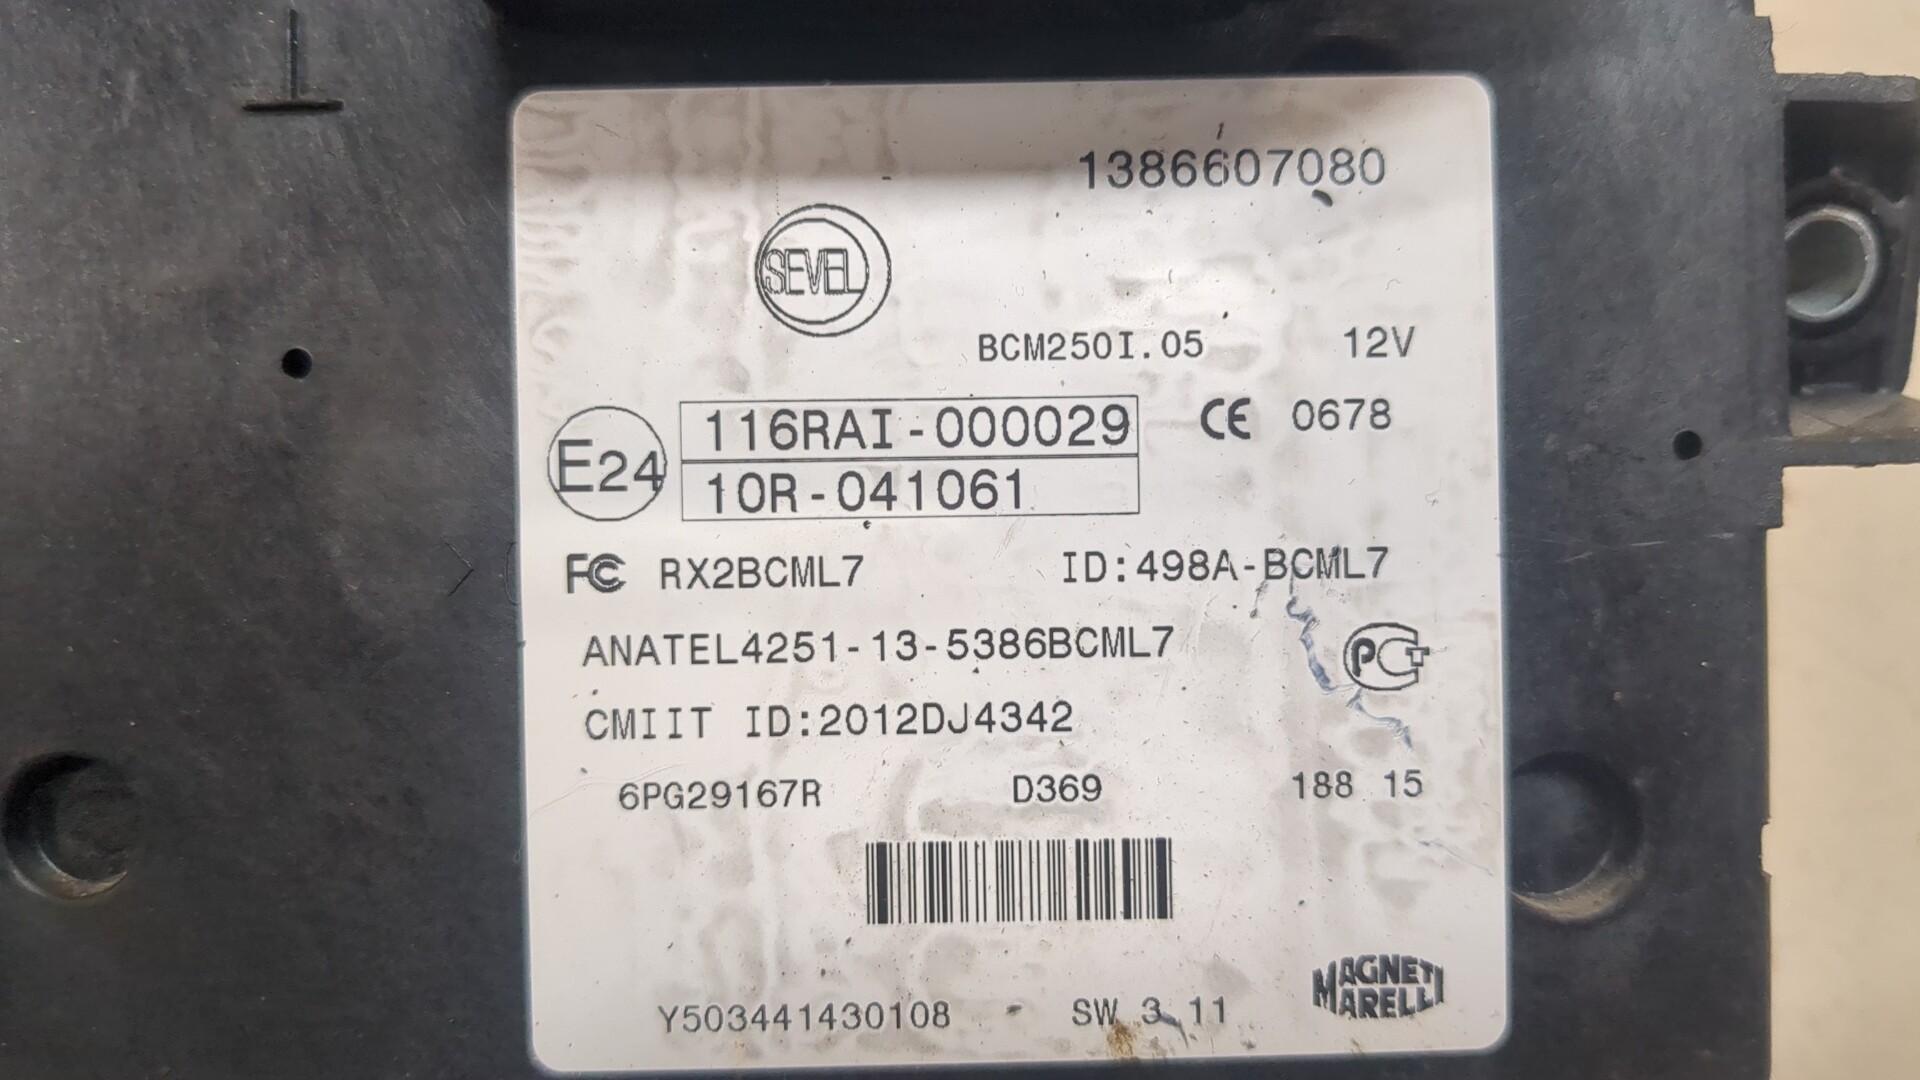 1386607080
SEVEL
BCM250I.05 12V
E24 116RAI-000029 CE 0678
10R-041061
FC RX2BCML7 ID:498A-BCML7
ANATEL4251-13-5386BCML7 PCT
CMIIT ID:2012DJ4342
6PG29167R D369 188 15
Y503441430108 SW 3.11
MAGNETI
MARELLI